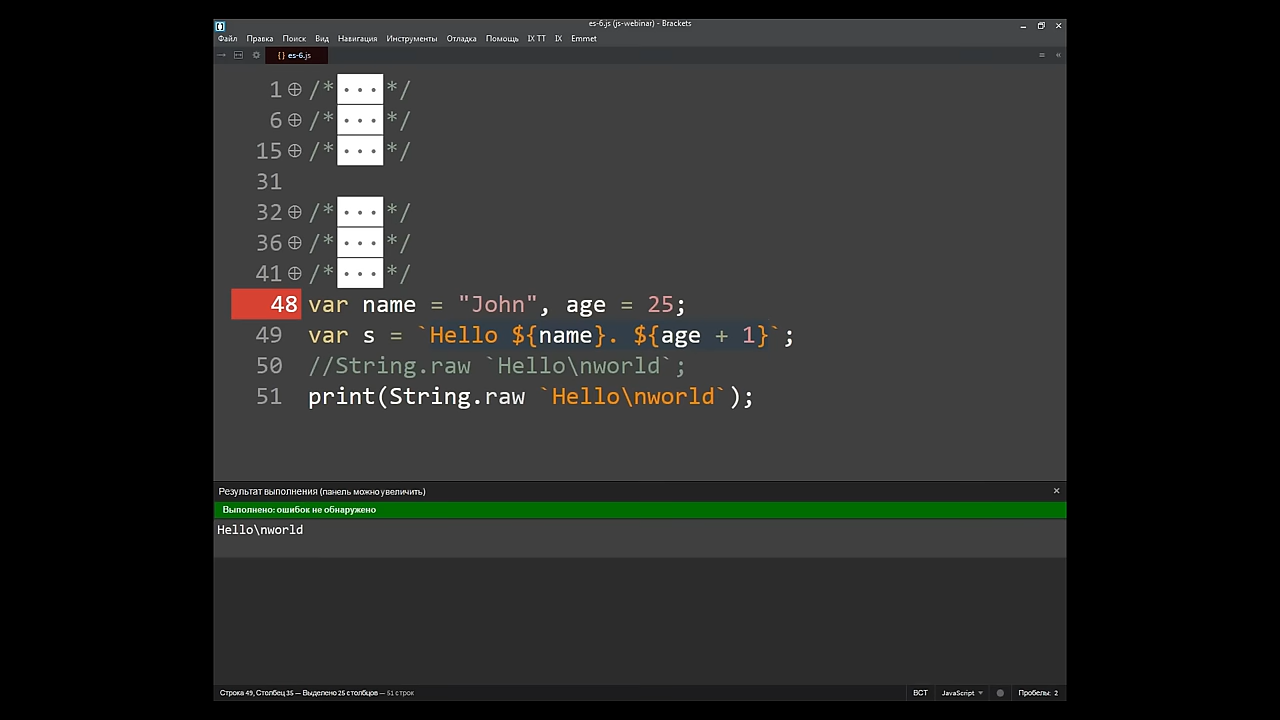 es-6.js (js-webinar) - Brackets
Файл Правка Поиск Вид Навигация Инструменты Отладка Помощь IX TT IX Emmet
{} es-6.js
1 /*...*/
6 /*...*/
15 /*...*/
31
32 /*...*/
36 /*...*/
41 /*...*/
48 var name = "John", age = 25;
49 var s = `Hello ${name}. ${age + 1}`;
50 //String.raw `Hello\nworld`;
51 print(String.raw `Hello\nworld`);
Результат выполнения (панель можно увеличить)
Выполнено: ошибок не обнаружено
Hello\nworld
Строка 49, Столбец 35 — Выделено 25 столбцов — 51 строк ВСТ JavaScript Пробелы: 2